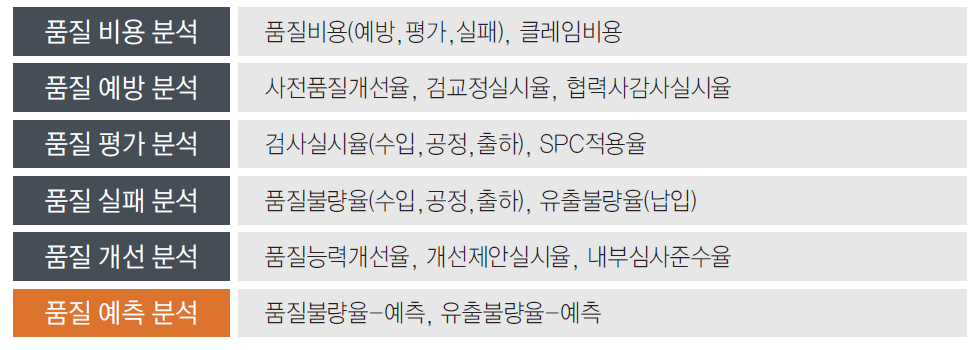 품질 비용 분석 품질비용(예방,평가,실패), 클레임비용
품질 예방 분석 사전품질개선율, 검교정실시율, 협력사감사실시율
품질 평가 분석 검사실시율(수입,공정,출하), SPC적용율
품질 실패 분석 품질불량율(수입,공정,출하), 유출불량율(납입)
품질 개선 분석 품질능력개선율, 개선제안실시율, 내부심사준수율
품질 예측 분석 품질불량율-예측, 유출불량율-예측